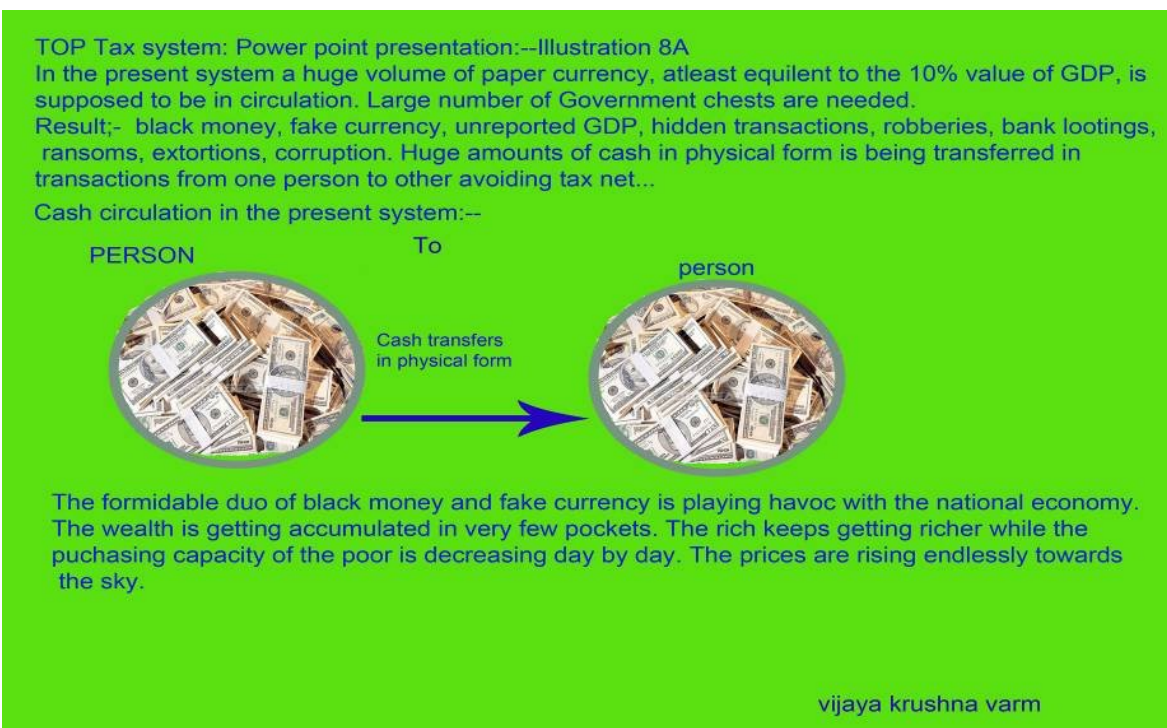 TOP Tax system: Power point presentation:--Illustration 8A
In the present system a huge volume of paper currency, atleast equilent to the 10% value of GDP, is
supposed to be in circulation. Large number of Government chests are needed.
Result;- black money, fake currency, unreported GDP, hidden transactions, robberies, bank lootings,
ransoms, extortions, corruption. Huge amounts of cash in physical form is being transferred in
transactions from one person to other avoiding tax net...
Cash circulation in the present system:--
PERSON
To
person
Cash transfers
in physical form
The formidable duo of black money and fake currency is playing havoc with the national economy.
The wealth is getting accumulated in very few pockets. The rich keeps getting richer while the
puchasing capacity of the poor is decreasing day by day. The prices are rising endlessly towards
the sky.
vijaya krushna varm